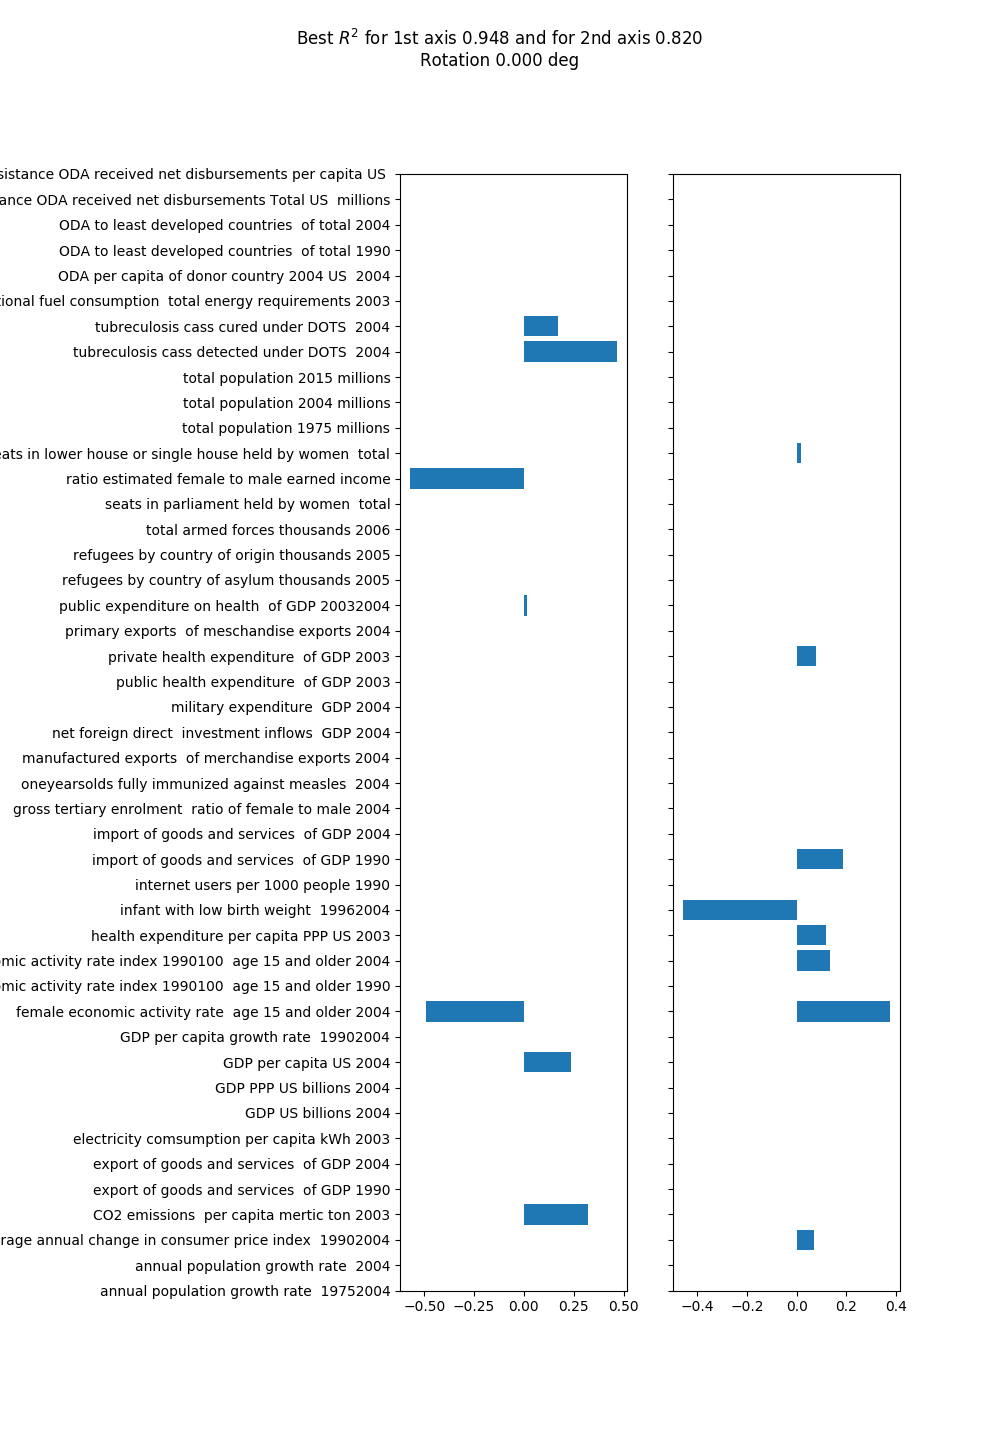 Best R² for 1st axis 0.948 and for 2nd axis 0.820
Rotation 0.000 deg
ODA received net disbursements per capita US
ODA received net disbursements Total US millions
ODA to least developed countries of total 2004
ODA to least developed countries of total 1990
ODA per capita of donor country 2004 US 2004
fuel consumption total energy requirements 2003
tubreculosis cass cured under DOTS 2004
tubreculosis cass detected under DOTS 2004
total population 2015 millions
total population 2004 millions
total population 1975 millions
in lower house or single house held by women total
ratio estimated female to male earned income
seats in parliament held by women total
total armed forces thousands 2006
refugees by country of origin thousands 2005
refugees by country of asylum thousands 2005
public expenditure on health of GDP 20032004
primary exports of meschandise exports 2004
private health expenditure of GDP 2003
public health expenditure of GDP 2003
military expenditure GDP 2004
net foreign direct investment inflows GDP 2004
manufactured exports of merchandise exports 2004
oneyearsolds fully immunized against measles 2004
gross tertiary enrolment ratio of female to male 2004
import of goods and services of GDP 2004
import of goods and services of GDP 1990
internet users per 1000 people 1990
infant with low birth weight 19962004
health expenditure per capita PPP US 2003
activity rate index 1990100 age 15 and older 2004
activity rate index 1990100 age 15 and older 1990
female economic activity rate age 15 and older 2004
GDP per capita growth rate 19902004
GDP per capita US 2004
GDP PPP US billions 2004
GDP US billions 2004
electricity comsumption per capita kWh 2003
export of goods and services of GDP 2004
export of goods and services of GDP 1990
CO2 emissions per capita mertic ton 2003
annual change in consumer price index 19902004
annual population growth rate 2004
annual population growth rate 19752004
−0.50 −0.25 0.00 0.25 0.50
−0.4 −0.2 0.0 0.2 0.4